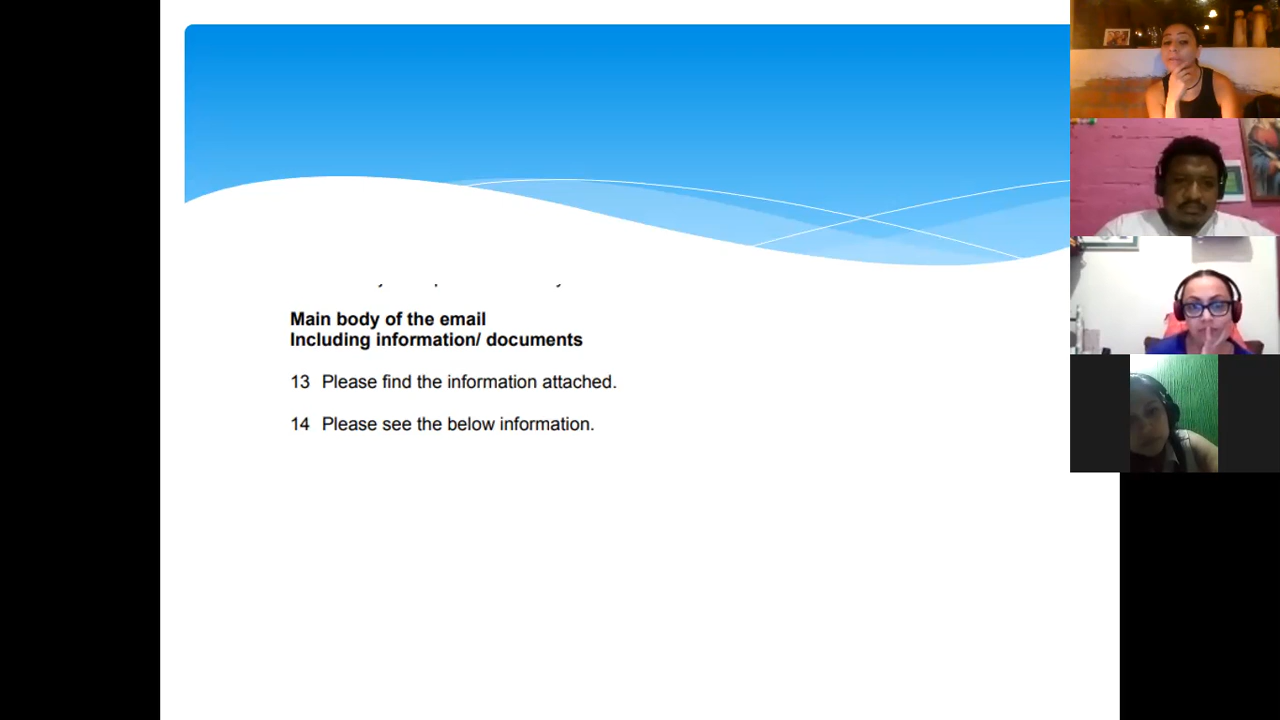 Main body of the email
Including information/ documents
13 Please find the information attached.
14 Please see the below information.